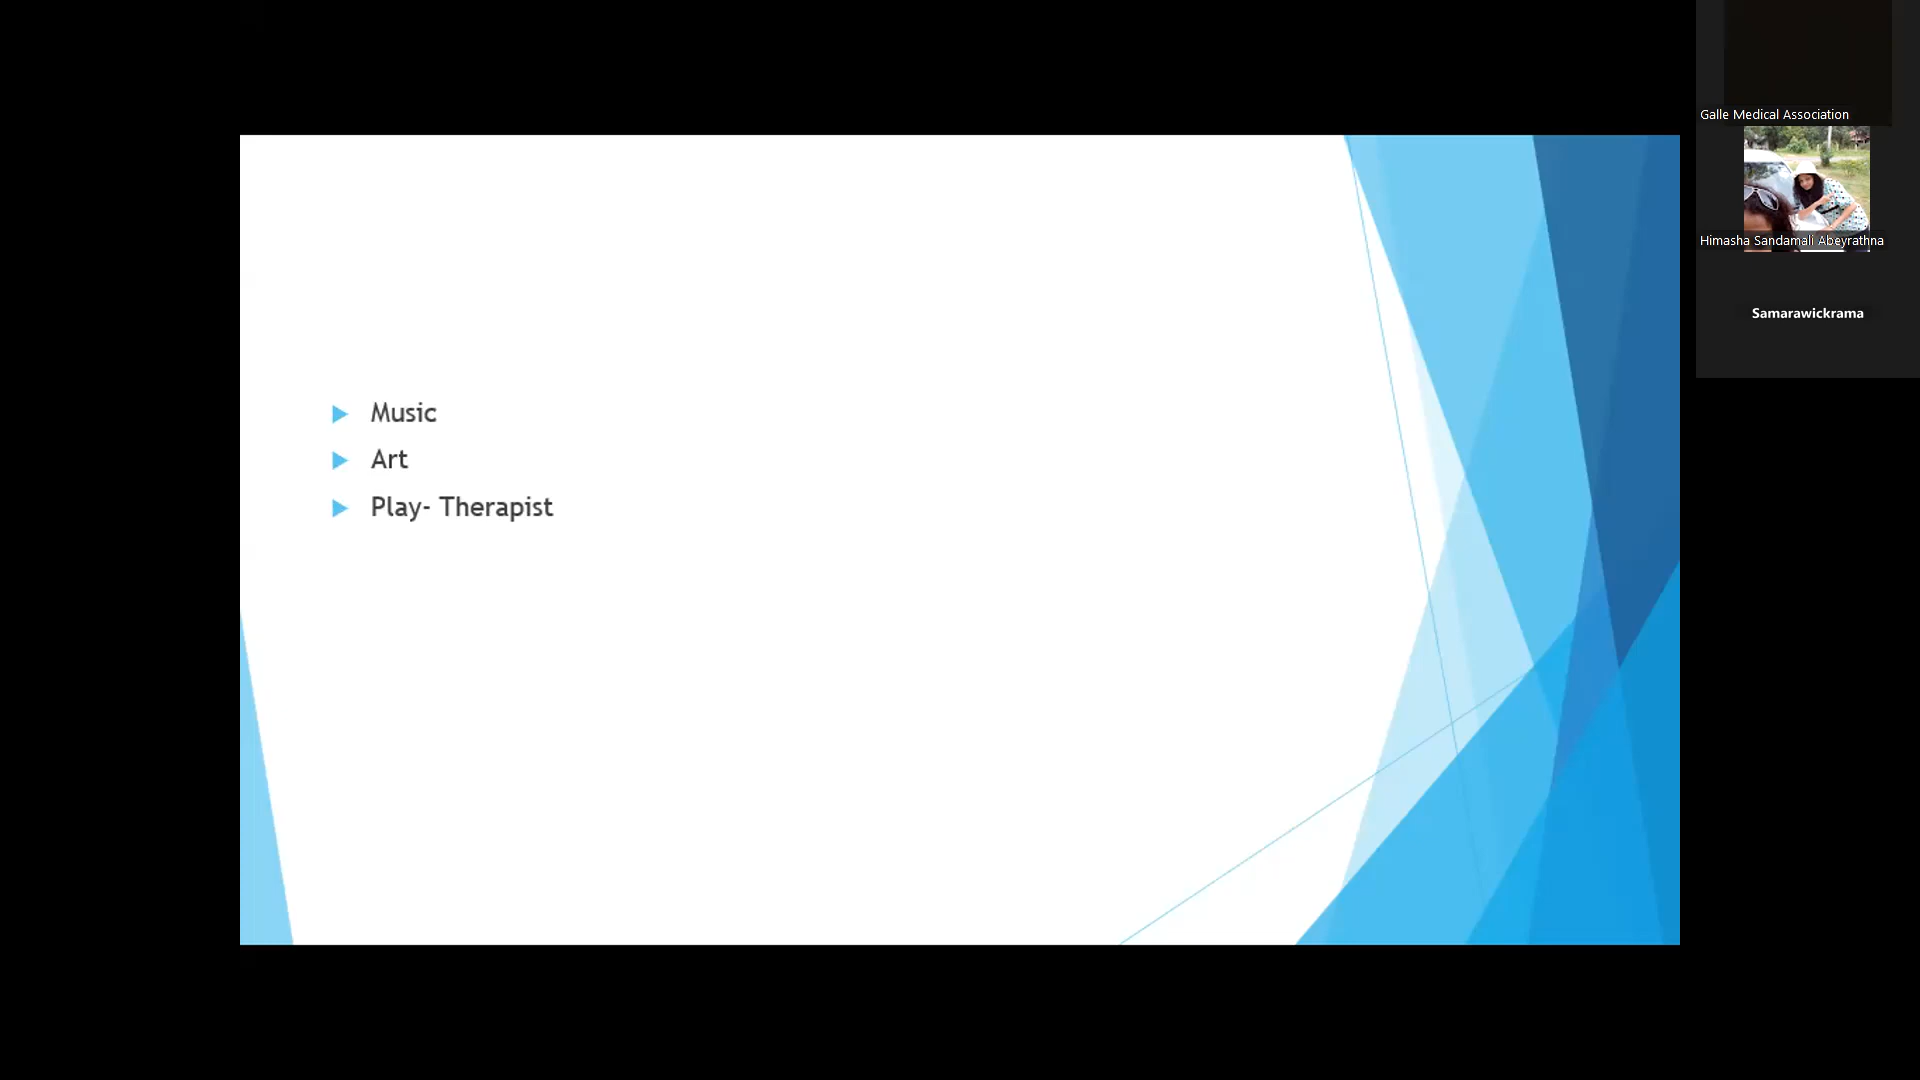 Music
Art
Play- Therapist
Galle Medical Association
Himasha Sandamali Abeyrathna
Samarawickrama